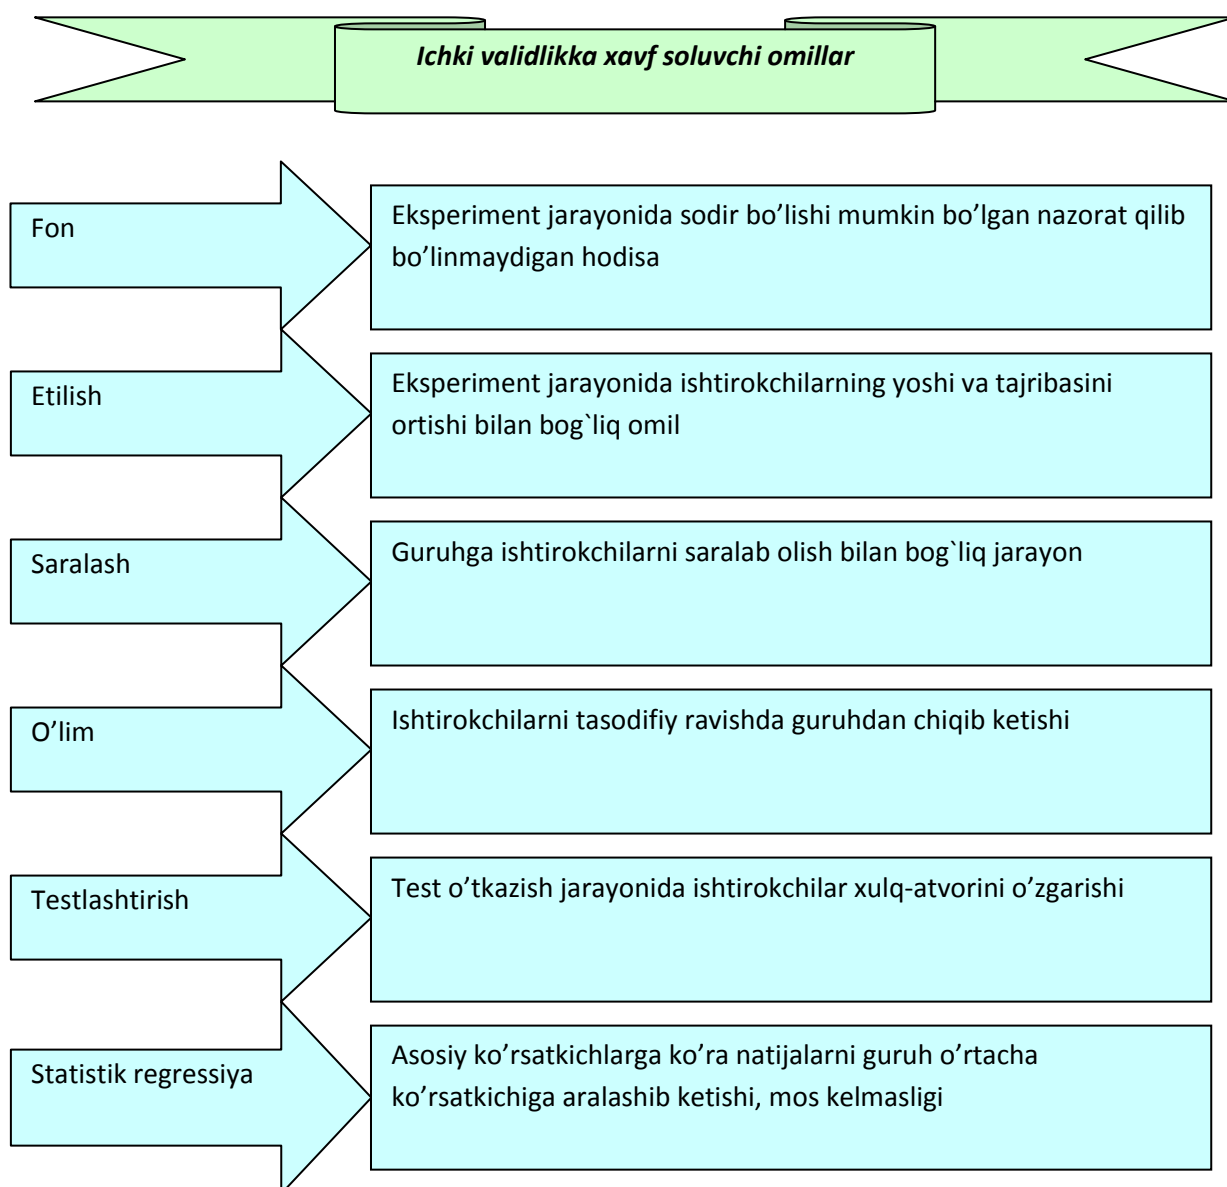 Ichki validlikka xavf soluvchi omillar
Fon
Eksperiment jarayonida sodir bo’lishi mumkin bo’lgan nazorat qilib
bo’linmaydigan hodisa
Etilish
Eksperiment jarayonida ishtirokchilarning yoshi va tajribasini
ortishi bilan bog`liq omil
Saralash
Guruhga ishtirokchilarni saralab olish bilan bog`liq jarayon
O’lim
Ishtirokchilarni tasodifiy ravishda guruhdan chiqib ketishi
Testlashtirish
Test o’tkazish jarayonida ishtirokchilar xulq-atvorini o’zgarishi
Statistik regressiya
Asosiy ko’rsatkichlarga ko’ra natijalarni guruh o’rtacha
ko’rsatkichiga aralashib ketishi, mos kelmasligi